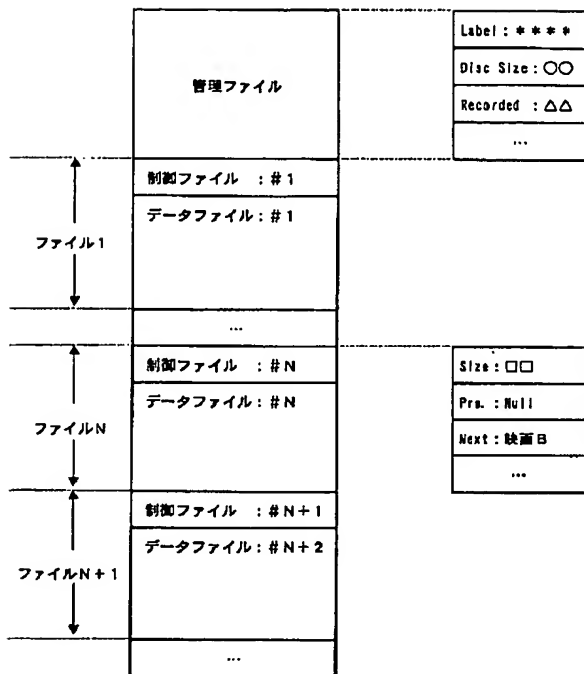 管理ファイル
Label : ****
Disc Size : ○○
Recorded : △△
...
制御ファイル : #1
データファイル : #1
ファイル1
...
制御ファイル : #N
データファイル : #N
ファイルN
Size : □□
Pre. : Null
Next : 映画B
...
制御ファイル : #N+1
データファイル : #N+2
ファイルN+1
...